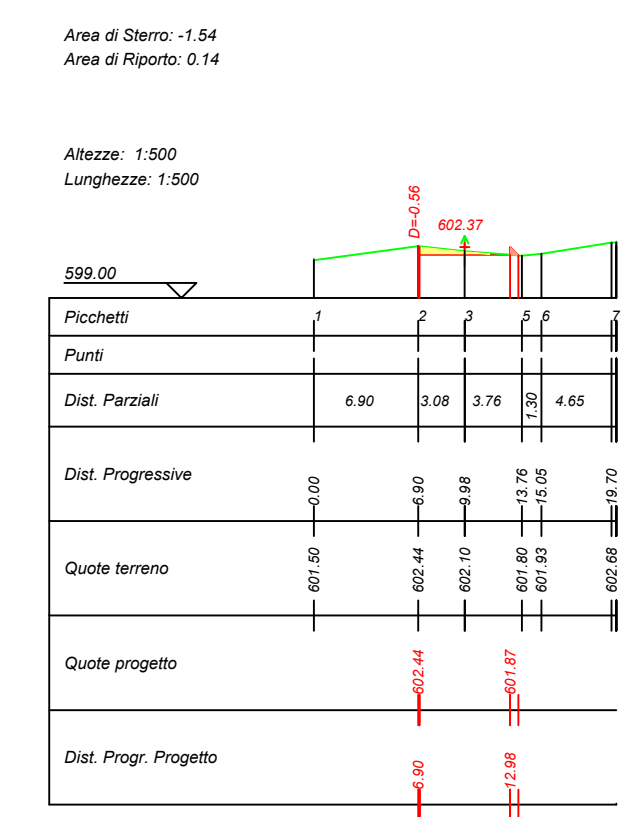 Area di Sterro: -1.54
Area di Riporto: 0.14
Altezze: 1:500
Lunghezze: 1:500
D=-0.56
602.37
599.00
Picchetti 1 2 3 5 6 7
Punti
Dist. Parziali 6.90 3.08 3.76 1.30 4.65
Dist. Progressive 0.00 6.90 9.98 13.76 15.05 19.70
Quote terreno 601.50 602.44 602.10 601.80 601.93 602.68
Quote progetto 602.44 601.87
Dist. Progr. Progetto 6.90 12.98